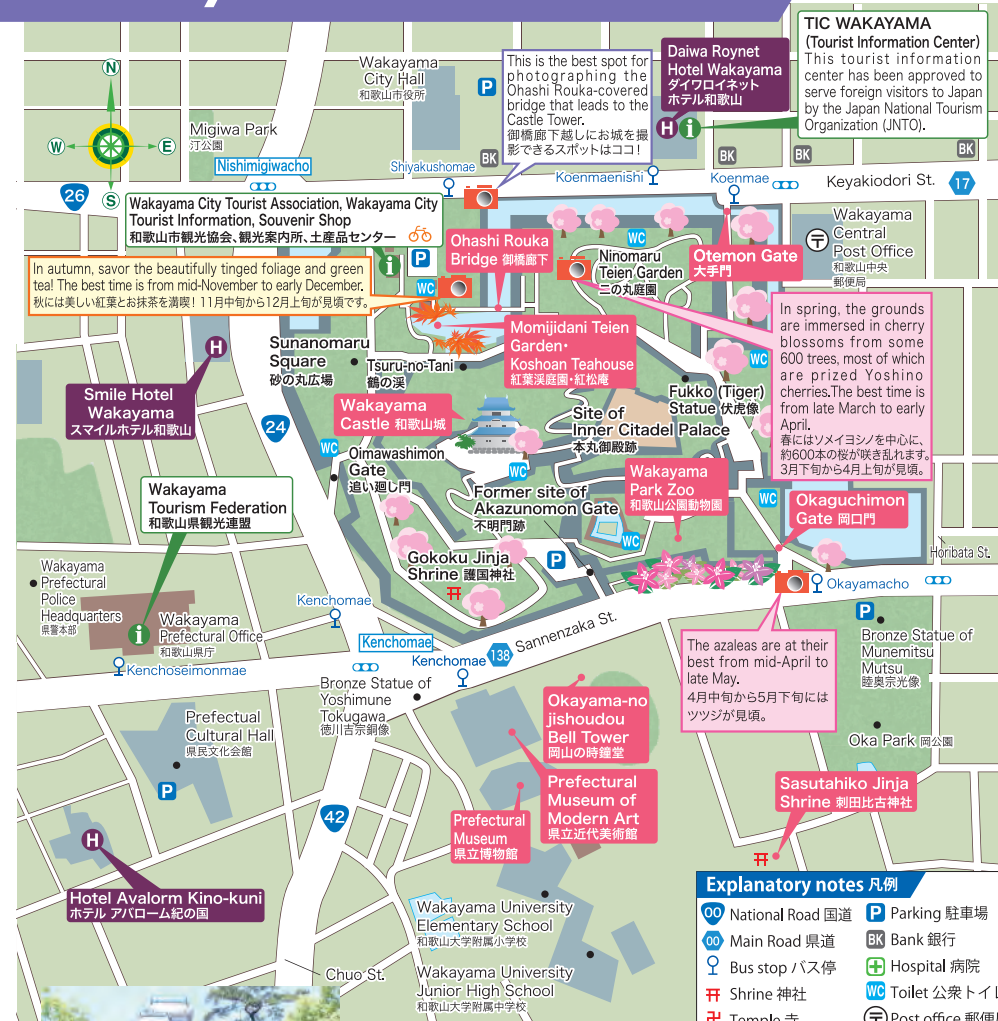 TIC WAKAYAMA
(Tourist Information Center)
This tourist information
center has been approved to
serve foreign visitors to Japan
by the Japan National Tourism
Organization (JNTO).
Daiwa Roynet
Hotel Wakayama
ダイワロイネット
ホテル和歌山
H
i
This is the best spot for
photographing the
Ohashi Rouka-covered
bridge that leads to the
Castle Tower.
御橋廊下越しにお城を撮
影できるスポットはココ!
Wakayama
City Hall
和歌山市役所
P
N
W
E
S
Migiwa Park
汀公園
Nishimigiwacho
26
Shiyakushomae
BK
Koenmaenishi
BK
Koenmae
BK
BK
Keyakiodori St.
17
Wakayama City Tourist Association, Wakayama City
Tourist Information, Souvenir Shop
和歌山市観光協会、観光案内所、土産品センター
i
P
WC
In autumn, savor the beautifully tinged foliage and green
tea! The best time is from mid-November to early December.
秋には美しい紅葉とお抹茶を満喫!11月中旬から12月上旬が見頃です。
Ohashi Rouka
Bridge 御橋廊下
WC
Ninomaru
Teien Garden
二の丸庭園
Otemon Gate
大手門
Wakayama
Central
Post Office
和歌山中央
郵便局
In spring, the grounds
are immersed in cherry
blossoms from some
600 trees, most of which
are prized Yoshino
cherries.The best time is
from late March to early
April.
春にはソメイヨシノを中心に、
約600本の桜が咲き乱れます。
3月下旬から4月上旬が見頃。
Momijidani Teien
Garden・
Koshoan Teahouse
紅葉渓庭園・紅松庵
Sunanomaru
Square
砂の丸広場
Tsuru-no-Tani
鶴の渓
H
Smile Hotel
Wakayama
スマイルホテル和歌山
24
WC
Fukko (Tiger)
Statue 伏虎像
Wakayama
Castle 和歌山城
Site of
Inner Citadel Palace
本丸御殿跡
WC
Oimawashimon
Gate
追い廻し門
WC
Wakayama
Park Zoo
和歌山公園動物園
Former site of
Akazunomon Gate
不明門跡
WC
WC
Okaguchimon
Gate 岡口門
Wakayama
Tourism Federation
和歌山県観光連盟
P
Gokoku Jinja
Shrine 護国神社
Horibata St.
Wakayama
Prefectural
Police
Headquarters
県警本部
Kenchomae
Okayamacho
i
Wakayama
Prefectural Office
和歌山県庁
Kenchoseimonmae
Kenchomae
Kenchomae
138
Sannenzaka St.
The azaleas are at their
best from mid-April to
late May.
4月中旬から5月下旬には
ツツジが見頃。
P
Bronze Statue of
Munemitsu
Mutsu
陸奥宗光像
Bronze Statue of
Yoshimune
Tokugawa
徳川吉宗銅像
Okayama-no
jishoudou
Bell Tower
岡山の時鐘堂
Prefectual
Cultural Hall
県民文化会館
P
Oka Park 岡公園
Prefectural
Museum of
Modern Art
県立近代美術館
Sasutahiko Jinja
Shrine 刺田比古神社
42
Prefectural
Museum
県立博物館
H
Hotel Avalorm Kino-kuni
ホテル アバローム紀の国
Wakayama University
Elementary School
和歌山大学附属小学校
Chuo St.
Wakayama University
Junior High School
和歌山大学附属中学校
Explanatory notes 凡例
00 National Road 国道
P Parking 駐車場
00 Main Road 県道
BK Bank 銀行
Bus stop バス停
Hospital 病院
Shrine 神社
WC Toilet 公衆トイレ
Temple 寺
Post office 郵便局